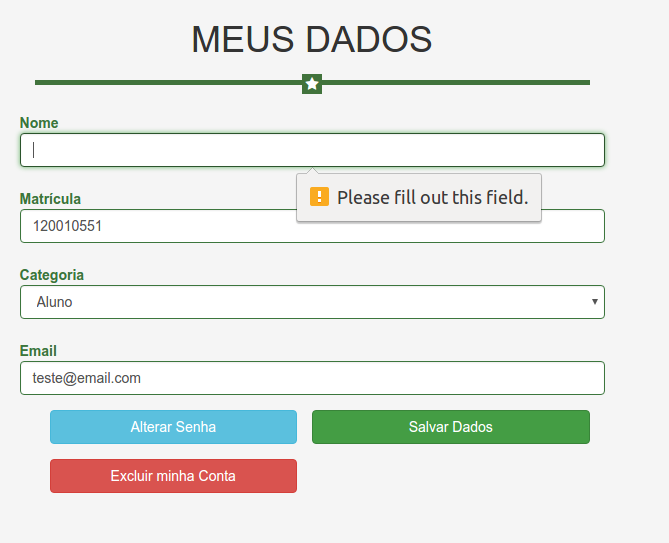 MEUS DADOS
Nome
Please fill out this field.
Matrícula
120010551
Categoria
Aluno
Email
teste@email.com
Alterar Senha
Salvar Dados
Excluir minha Conta